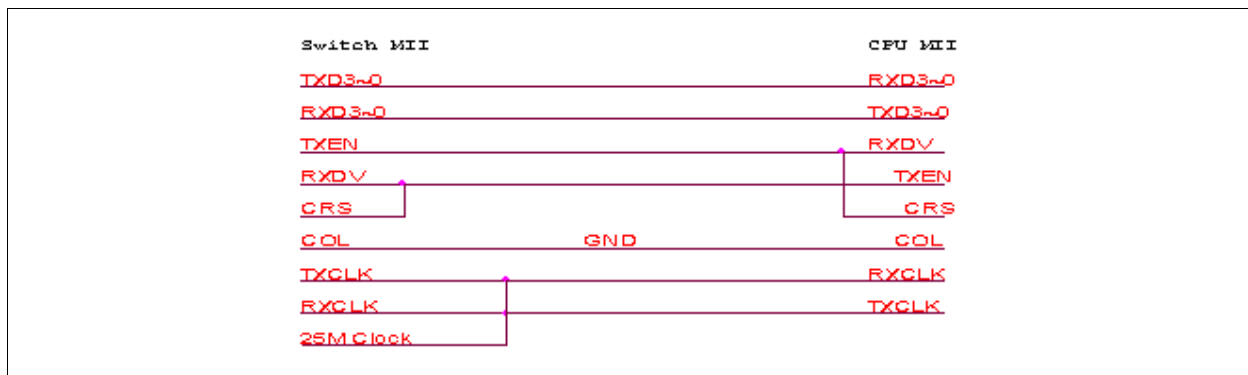 Switch MII CPU MII
TXD3~0 RXD3~0
RXD3~0 TXD3~0
TXEN RXDV
RXDV TXEN
CRS CRS
COL GND COL
TXCLK RXCLK
RXCLK TXCLK
25M Clock